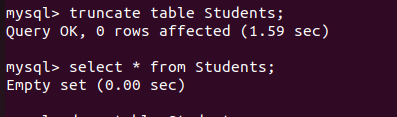 mysql> truncate table Students;
Query OK, 0 rows affected (1.59 sec)
mysql> select * from Students;
Empty set (0.00 sec)